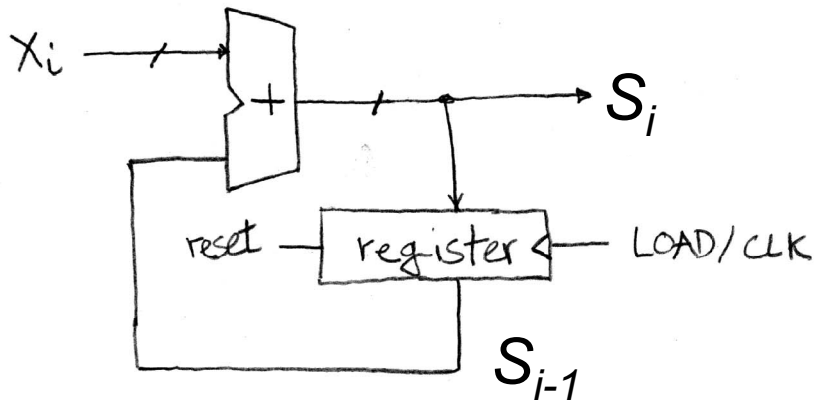 Xi
+
Si
reset
register
LOAD/CLK
Si-1